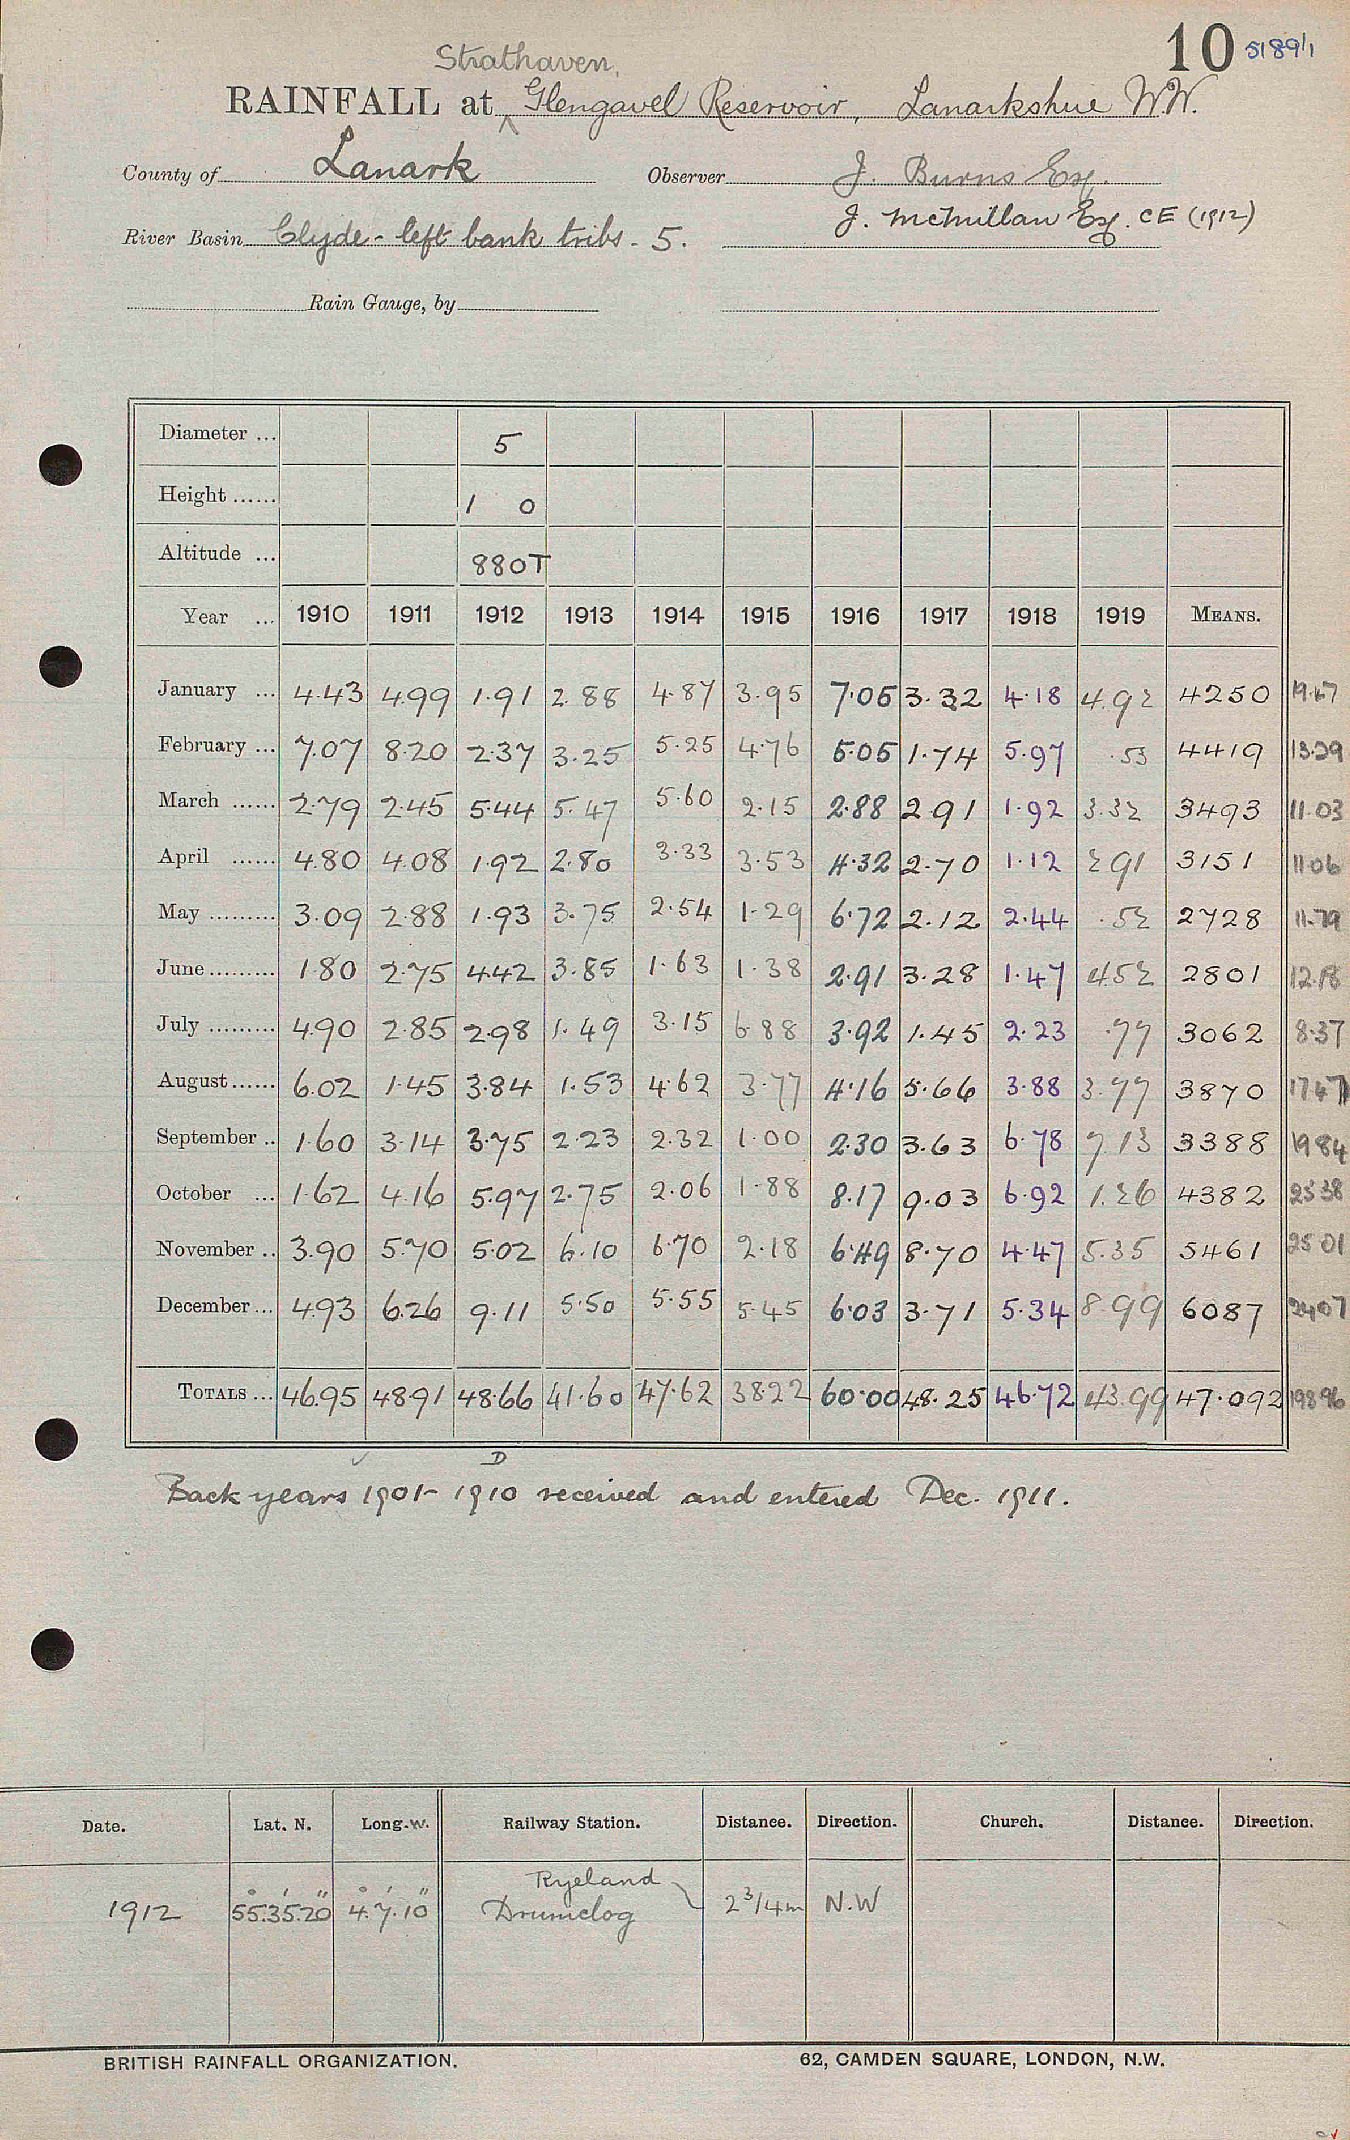 10 5189/1
Strathaven,
RAINFALL at Glengavel Reservoir, Lanarkshire W.W.
County of Lanark Observer J. Burns Esq.
J. McMillan Esq. CE (1912)
River Basin Clyde - left bank tribs - 5.
Rain Gauge, by
Diameter ... 5
Height ...... 1 0
Altitude ... 880T
Year ... 1910 1911 1912 1913 1914 1915 1916 1917 1918 1919 MEANS.
January ... 4.43 4.99 1.91 2.88 4.87 3.95 7.05 3.32 4.18 4.92 4250 19.47
February ... 7.07 8.20 2.37 3.25 5.25 4.76 5.05 1.74 5.97 .53 4419 13.29
March ...... 2.79 2.45 5.44 5.47 5.60 2.15 2.88 2.91 1.92 3.32 3493 11.03
April ...... 4.80 4.08 1.92 2.80 3.33 3.53 4.32 2.70 1.12 2.91 3151 11.06
May ......... 3.09 2.88 1.93 3.75 2.54 1.29 6.72 2.12 2.44 .52 2728 11.79
June ......... 1.80 2.75 4.42 3.85 1.63 1.38 2.91 3.28 1.47 4.52 2801 12.18
July ......... 4.90 2.85 2.98 1.49 3.15 6.88 3.92 1.45 2.23 .77 3062 8.37
August ...... 6.02 1.45 3.84 1.53 4.62 3.77 4.16 5.66 3.88 3.77 3870 17.47
September .. 1.60 3.14 3.75 2.23 2.32 1.00 2.30 3.63 6.78 7.13 3388 19.84
October ... 1.62 4.16 5.97 2.75 2.06 1.88 8.17 9.03 6.92 1.26 4382 25.38
November .. 3.90 5.70 5.02 6.10 6.70 2.18 6.49 8.70 4.47 5.35 5461 25.01
December ... 4.93 6.26 9.11 5.50 5.55 5.45 6.03 3.71 5.34 8.99 6087 24.07
TOTALS ... 46.95 48.91 48.66 41.60 47.62 38.22 60.00 48.25 46.72 43.99 47.092 198.96
D
Back years 1901-1910 received and entered Dec. 1911.
Date. Lat. N. Long. W. Railway Station. Distance. Direction. Church. Distance. Direction.
Ryeland
1912 55°.35'.20" 4°.7'.10" Drumclog 2 3/4 m N.W
BRITISH RAINFALL ORGANIZATION. 62, CAMDEN SQUARE, LONDON, N.W.